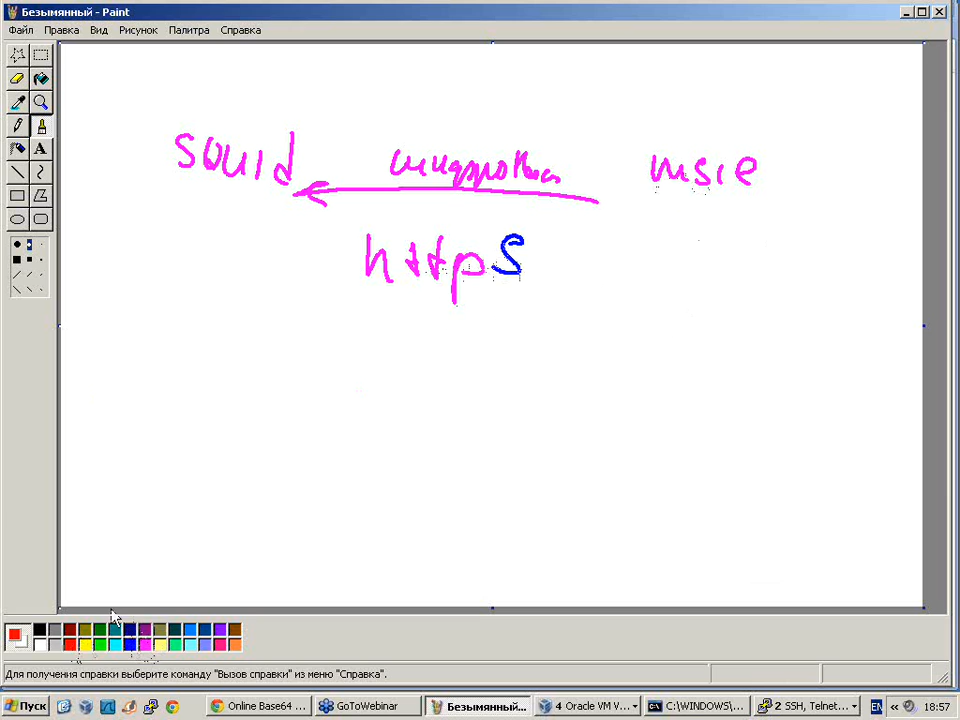 Безымянный - Paint
Файл Правка Вид Рисунок Палитра Справка
squid msie
https
Для получения справки выберите команду "Вызов справки" из меню "Справка".
Пуск Online Base64 ... GoToWebinar Безымянный... 4 Oracle VM V... C:\WINDOWS\... 2 SSH, Telnet... EN « 18:57